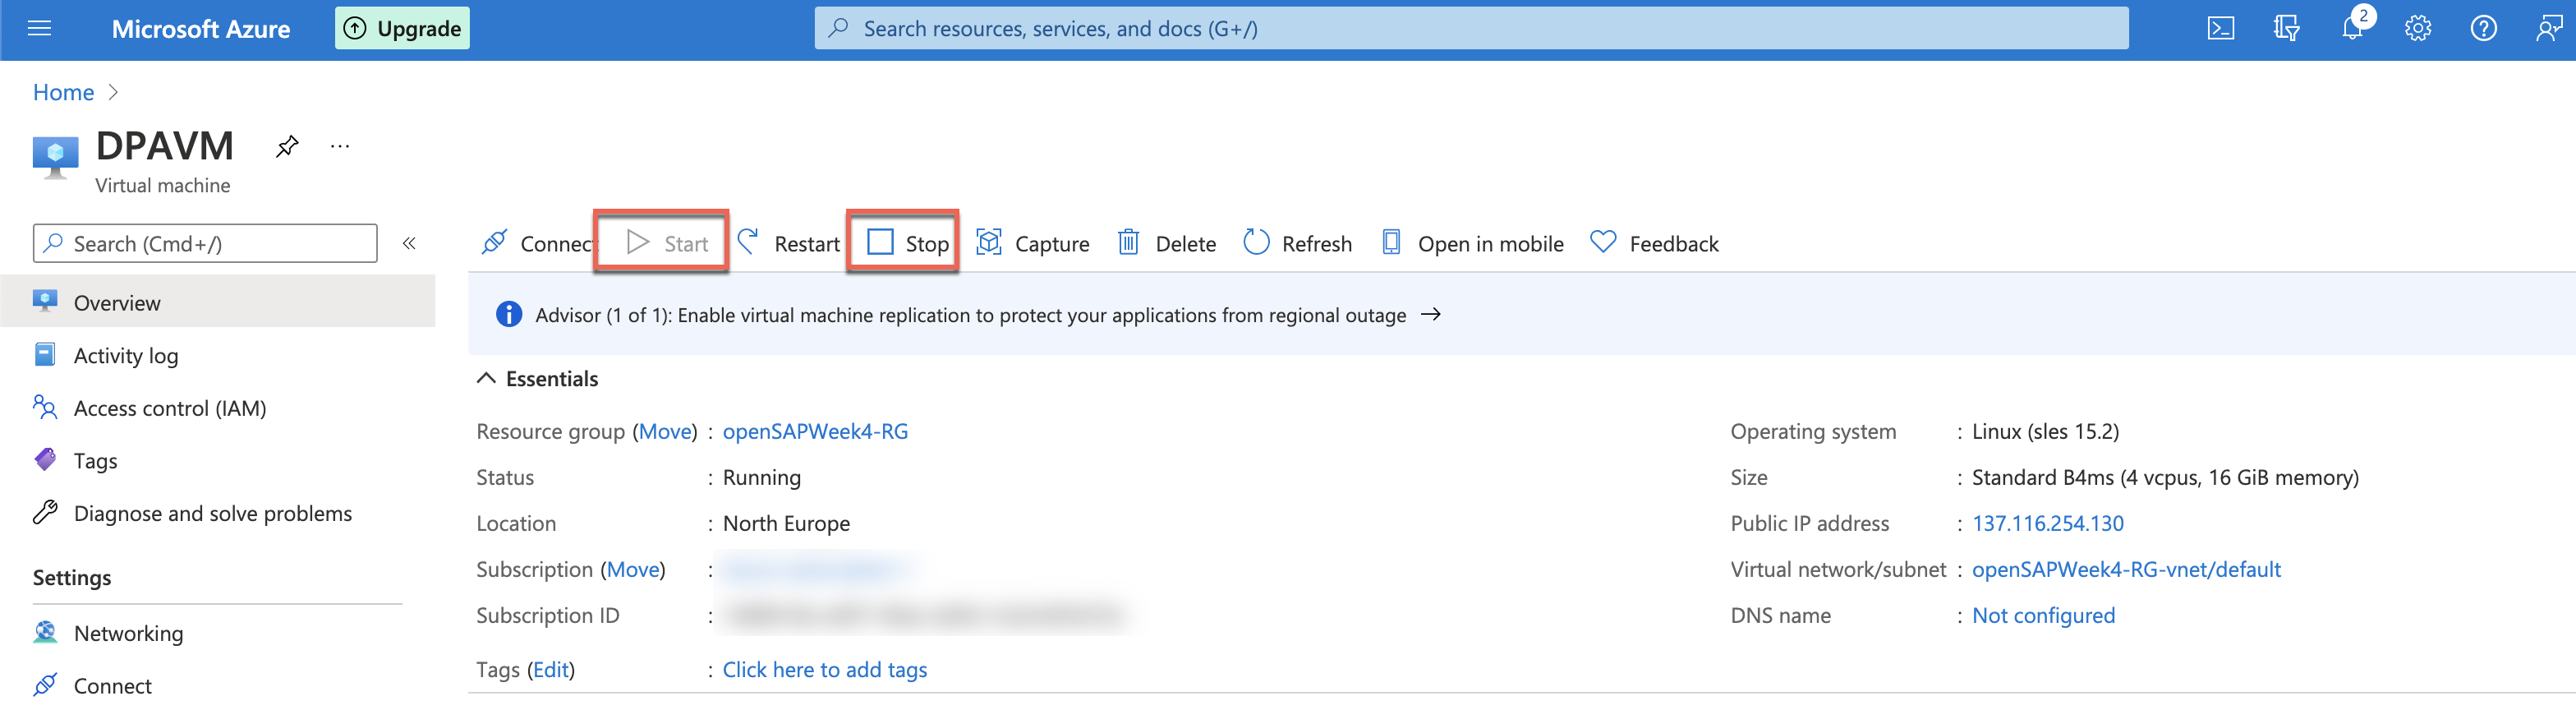 Microsoft Azure Upgrade Search resources, services, and docs (G+/) 2
Home
DPAVM
Virtual machine
Search (Cmd+/)
Connect Start Restart Stop Capture Delete Refresh Open in mobile Feedback
Overview
Activity log
Access control (IAM)
Tags
Diagnose and solve problems
Settings
Networking
Connect
Advisor (1 of 1): Enable virtual machine replication to protect your applications from regional outage →
Essentials
Resource group (Move) : openSAPWeek4-RG
Status : Running
Location : North Europe
Subscription (Move) :
Subscription ID :
Tags (Edit) : Click here to add tags
Operating system : Linux (sles 15.2)
Size : Standard B4ms (4 vcpus, 16 GiB memory)
Public IP address : 137.116.254.130
Virtual network/subnet : openSAPWeek4-RG-vnet/default
DNS name : Not configured